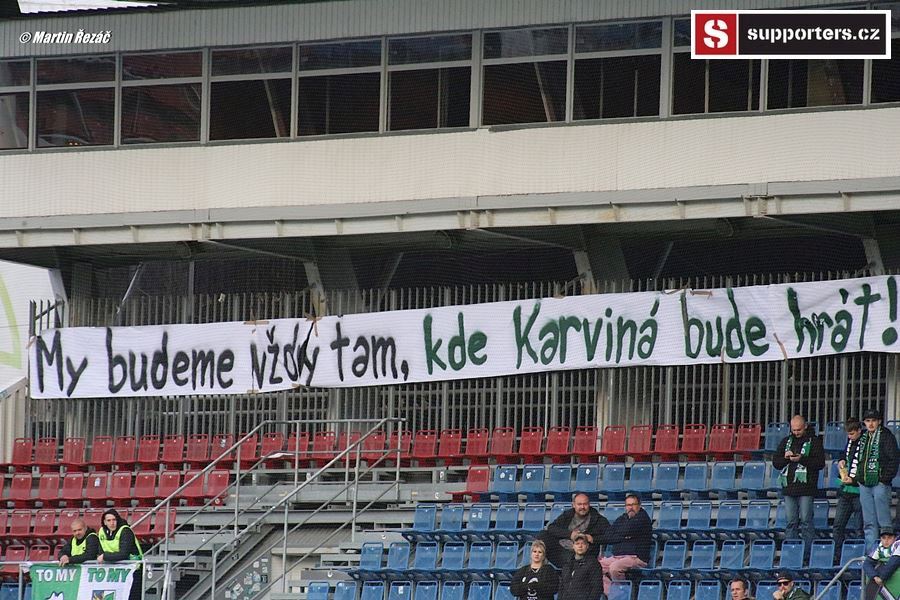 © Martin Řezáč
S supporters.cz
My budeme vždy tam, kde Karviná bude hrát!
TO MY TO MY